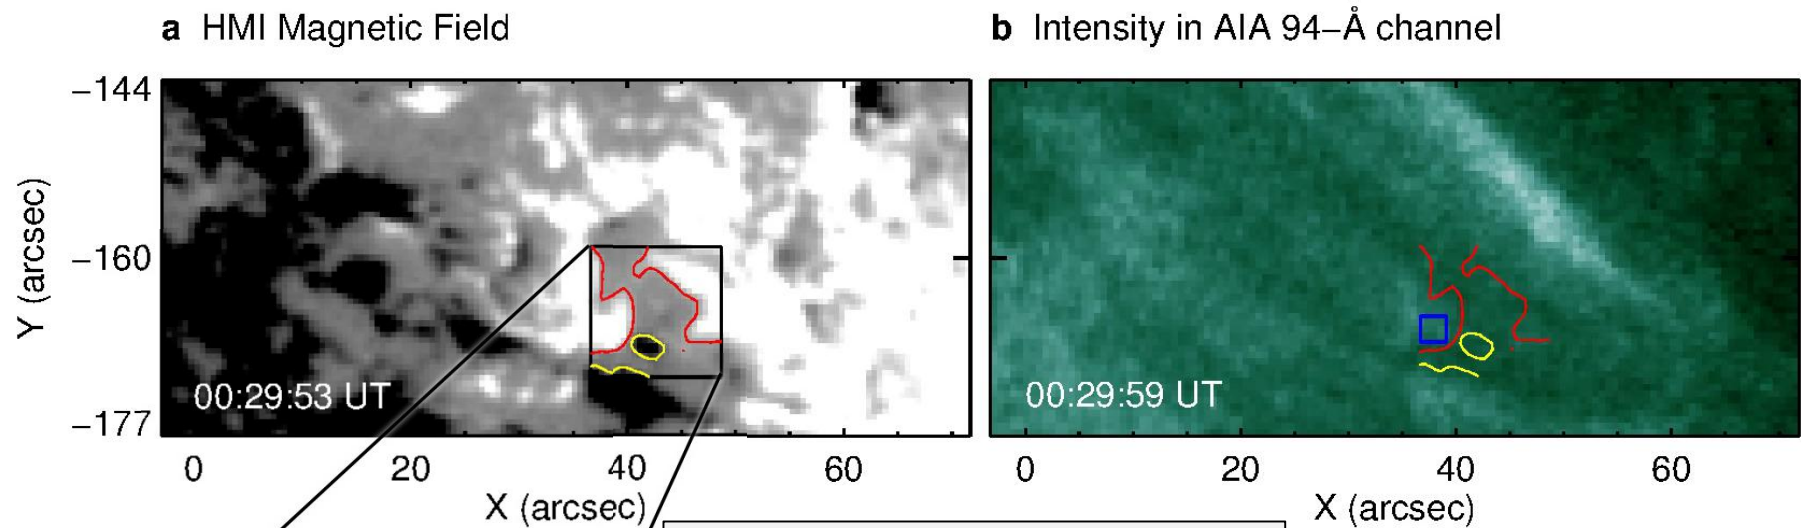 a HMI Magnetic Field
b Intensity in AIA 94–Å channel
−144
−160
−177
Y (arcsec)
00:29:53 UT
00:29:59 UT
0 20 40 60
0 20 40 60
X (arcsec)
X (arcsec)